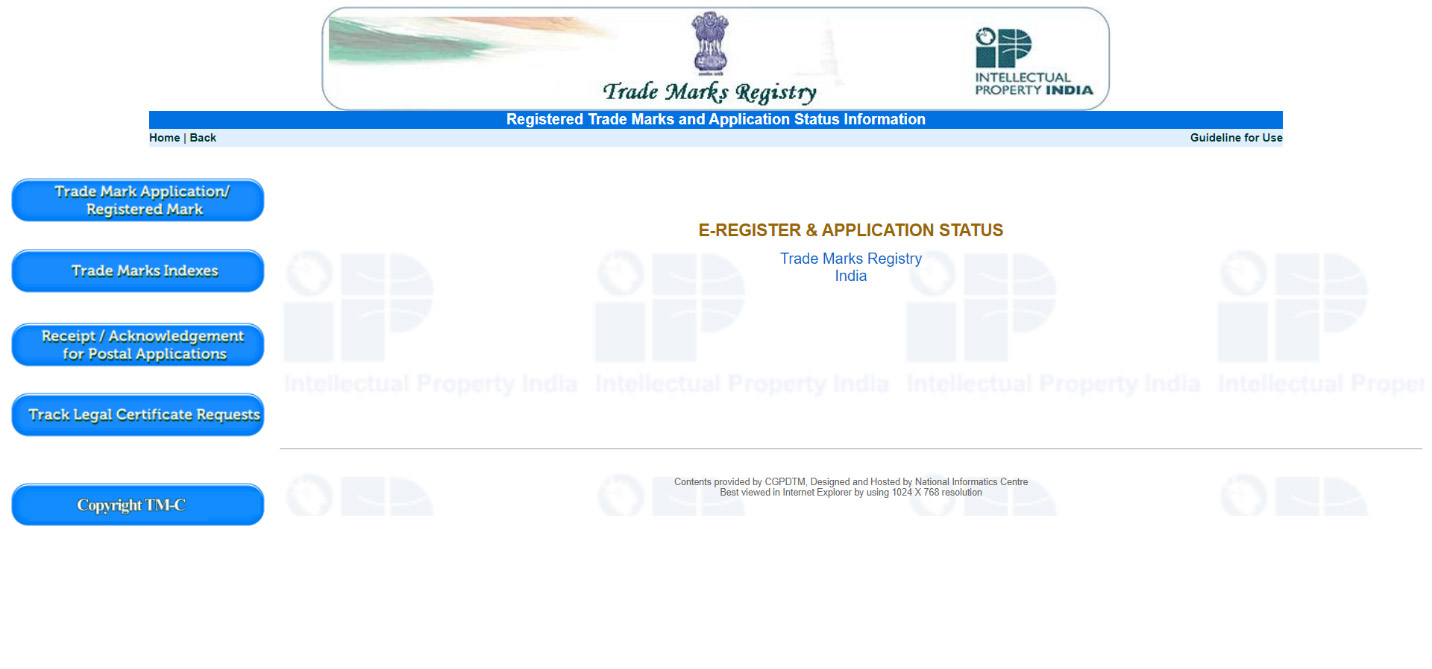 Trade Marks Registry
INTELLECTUAL
PROPERTY INDIA
Registered Trade Marks and Application Status Information
Home | Back
Guideline for Use
Trade Mark Application/
Registered Mark
Trade Marks Indexes
Receipt / Acknowledgement
for Postal Applications
Track Legal Certificate Requests
Copyright TM-C
E-REGISTER & APPLICATION STATUS
Trade Marks Registry
India
Intellectual Property India Intellectual Property India Intellectual Property India Intellectual Proper
Contents provided by CGPDTM, Designed and Hosted by National Informatics Centre
Best viewed in Internet Explorer by using 1024 X 768 resolution